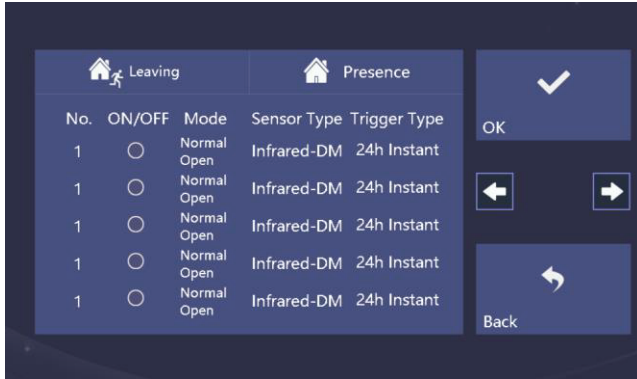 Leaving Presence
No. ON/OFF Mode Sensor Type Trigger Type
1 Normal Open Infrared-DM 24h Instant
1 Normal Open Infrared-DM 24h Instant
1 Normal Open Infrared-DM 24h Instant
1 Normal Open Infrared-DM 24h Instant
1 Normal Open Infrared-DM 24h Instant
OK
Back